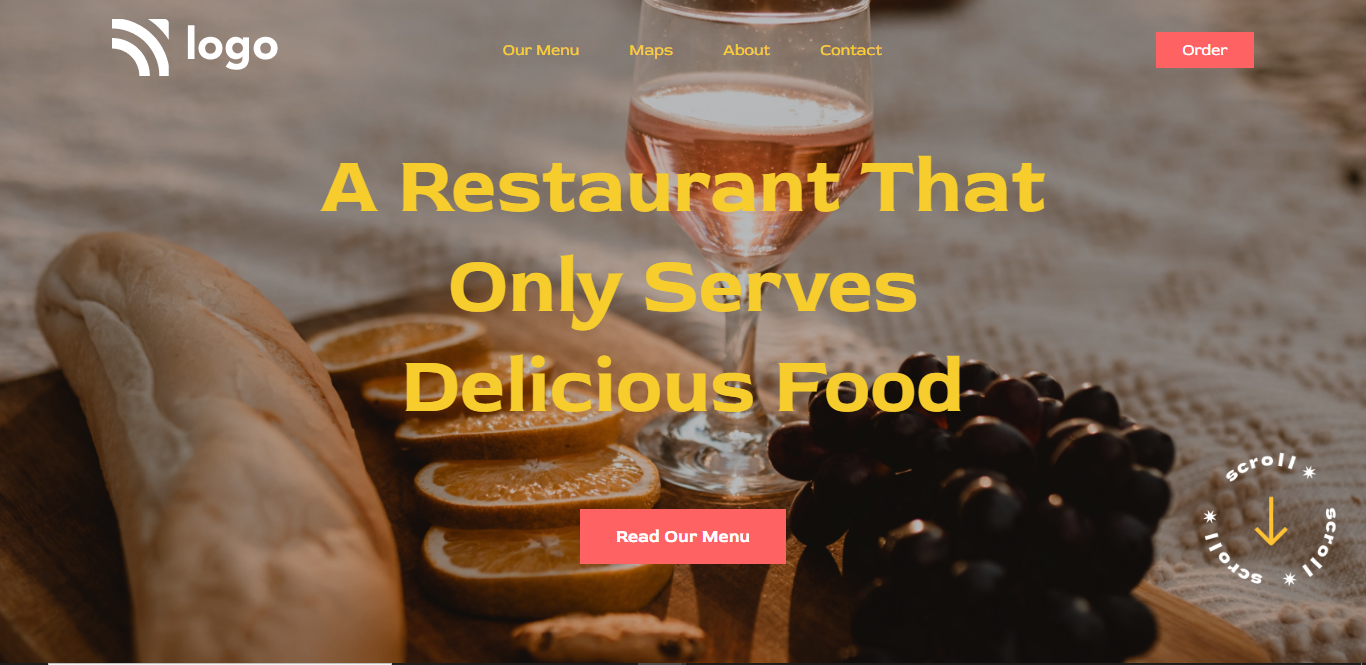 logo
Our Menu
Maps
About
Contact
Order
A Restaurant That
Only Serves
Delicious Food
Read Our Menu
scroll ✷ scroll ✷ scroll ✷